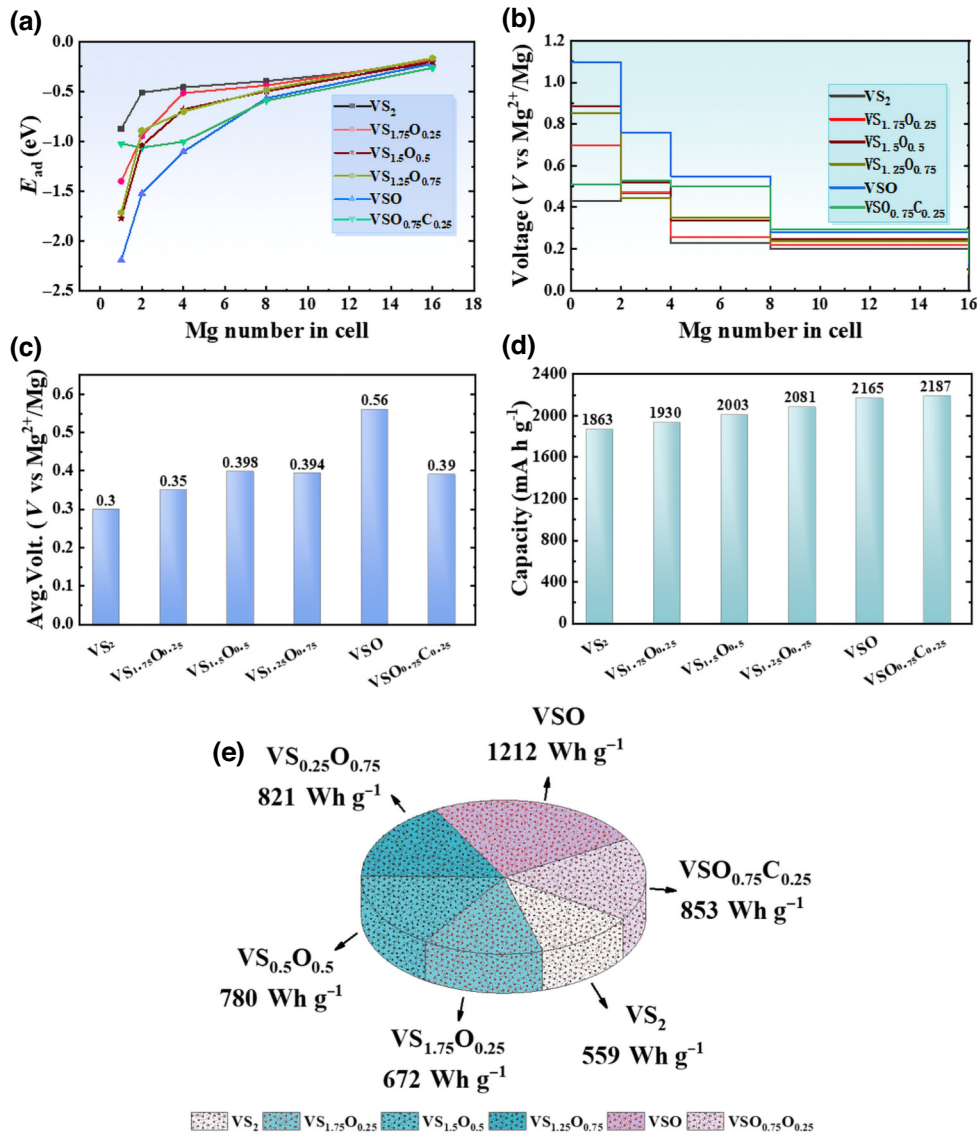 (a)
0.0
−0.5
−1.0
−1.5
−2.0
−2.5
E_ad (eV)
VS₂
VS₁.₇₅O₀.₂₅
VS₁.₅O₀.₅
VS₁.₂₅O₀.₇₅
VSO
VSO₀.₇₅C₀.₂₅
0 2 4 6 8 10 12 14 16 18
Mg number in cell
(b)
1.2
1.0
0.8
0.6
0.4
0.2
0.0
Voltage ( V vs Mg²⁺/Mg)
VS₂
VS₁.₇₅O₀.₂₅
VS₁.₅O₀.₅
VS₁.₂₅O₀.₇₅
VSO
VSO₀.₇₅C₀.₂₅
0 2 4 6 8 10 12 14 16
Mg number in cell
(c)
0.6
0.5
0.4
0.3
0.2
0.1
0.0
Avg.Volt. ( V vs Mg²⁺/Mg)
0.3 0.35 0.398 0.394 0.56 0.39
VS₂ VS₁.₇₅O₀.₂₅ VS₁.₅O₀.₅ VS₁.₂₅O₀.₇₅ VSO VSO₀.₇₅C₀.₂₅
(d)
2400
2000
1600
1200
800
400
0
Capacity (mA h g⁻¹)
1863 1930 2003 2081 2165 2187
VS₂ VS₁.₇₅O₀.₂₅ VS₁.₅O₀.₅ VS₁.₂₅O₀.₇₅ VSO VSO₀.₇₅C₀.₂₅
(e)
VSO
1212 Wh g⁻¹
VS₀.₂₅O₀.₇₅
821 Wh g⁻¹
VSO₀.₇₅C₀.₂₅
853 Wh g⁻¹
VS₀.₅O₀.₅
780 Wh g⁻¹
VS₁.₇₅O₀.₂₅
672 Wh g⁻¹
VS₂
559 Wh g⁻¹
VS₂ VS₁.₇₅O₀.₂₅ VS₁.₅O₀.₅ VS₁.₂₅O₀.₇₅ VSO VSO₀.₇₅O₀.₂₅